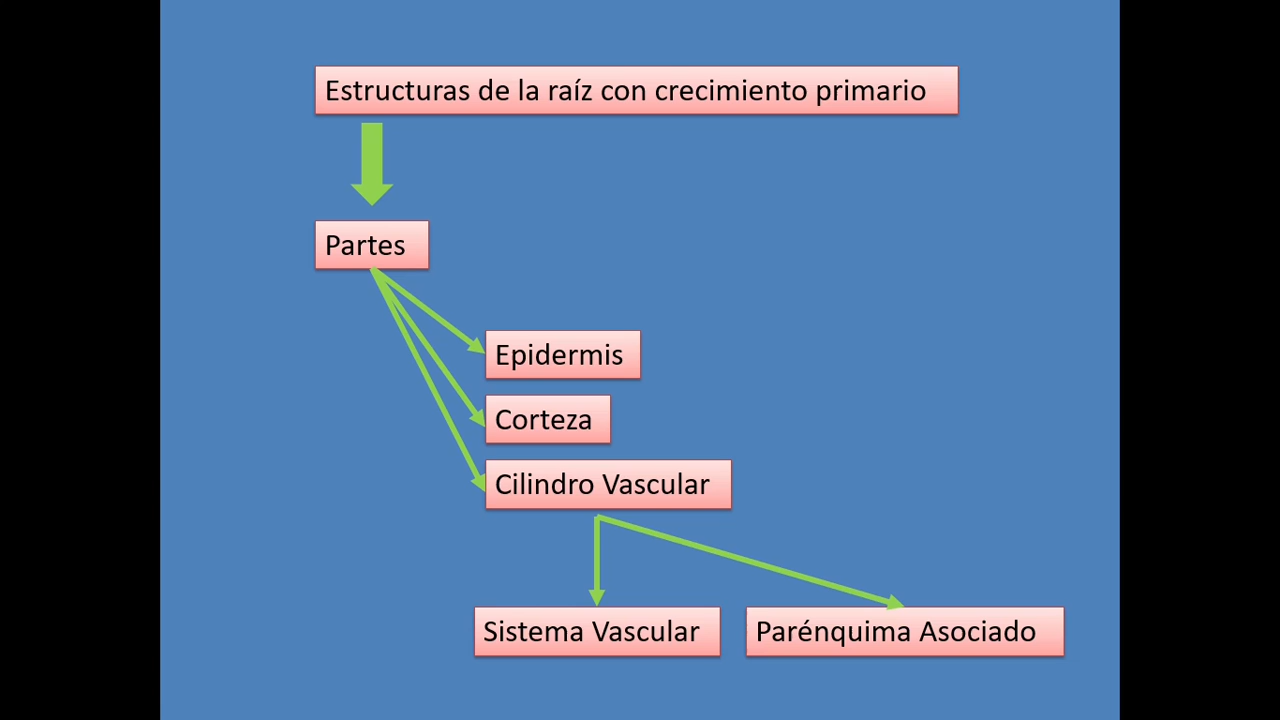 Estructuras de la raíz con crecimiento primario
Partes
Epidermis
Corteza
Cilindro Vascular
Sistema Vascular
Parénquima Asociado